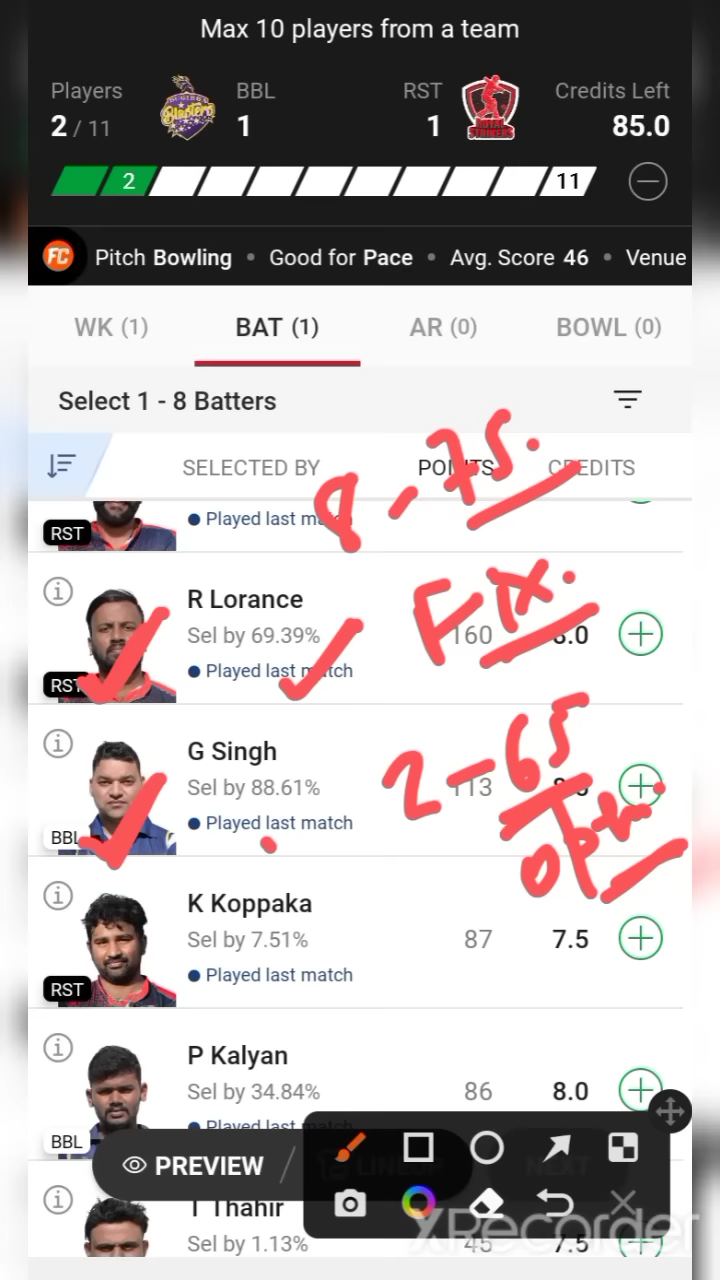 Max 10 players from a team
Players BBL RST Credits Left
2 / 11 1 1 85.0
2 11
FC Pitch Bowling • Good for Pace • Avg. Score 46 • Venue
WK (1) BAT (1) AR (0) BOWL (0)
Select 1 - 8 Batters
SELECTED BY POINTS CREDITS
8-75.
RST Played last match
R Lorance
FIX.
Sel by 69.39% 160 8.0
RST Played last match
G Singh
2-65
Sel by 88.61% 113
BBL Played last match
K Koppaka
Sel by 7.51% 87 7.5
RST Played last match
P Kalyan
Sel by 34.84% 86 8.0
BBL Played last match
PREVIEW / LINEUP NEXT
T Thahir
Sel by 1.13% 45 7.5
XRecorder